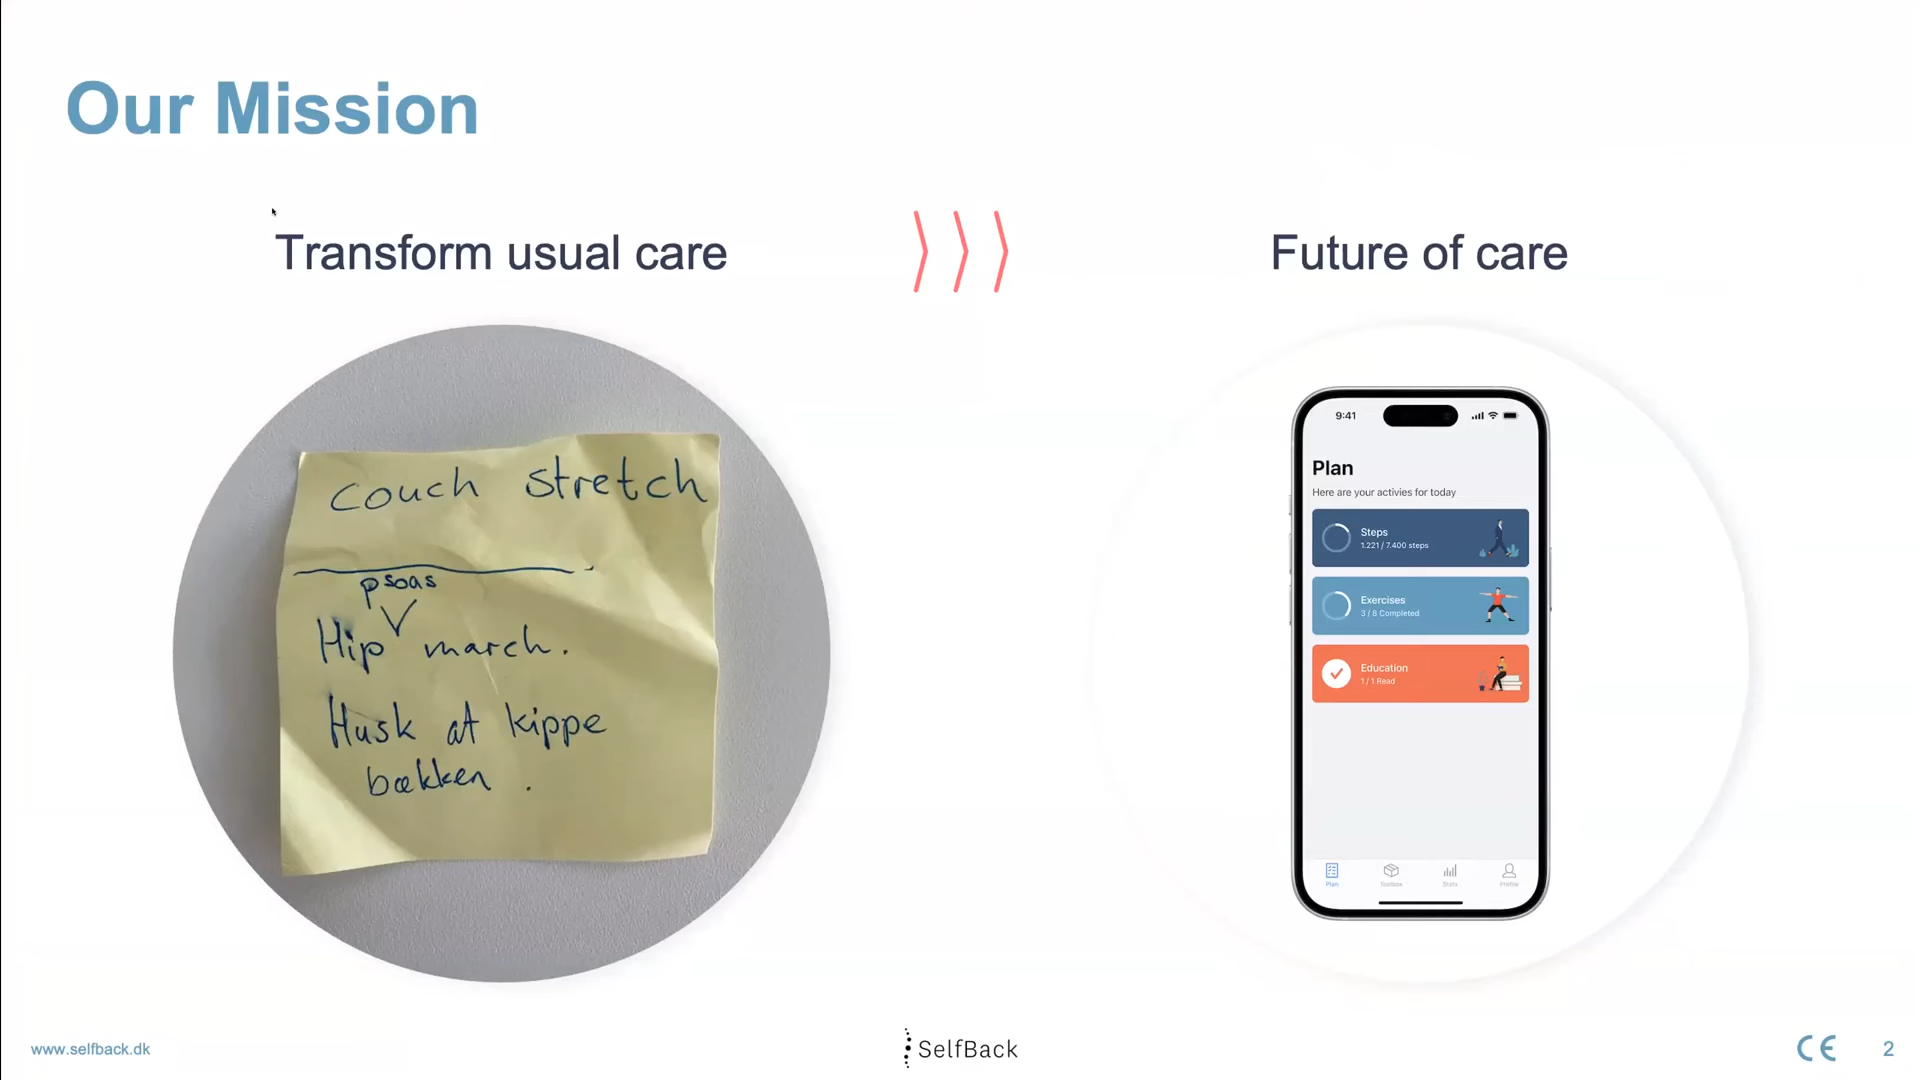 Our Mission
Transform usual care
Future of care
couch stretch
psoas
Hip march.
Husk at kippe
bækken.
9:41
Plan
Here are your activies for today
Steps
1.221 / 7.400 steps
Exercises
3 / 8 Completed
Education
1 / 1 Read
Plan
Toolbox
Stats
Profile
www.selfback.dk
SelfBack
CE
2